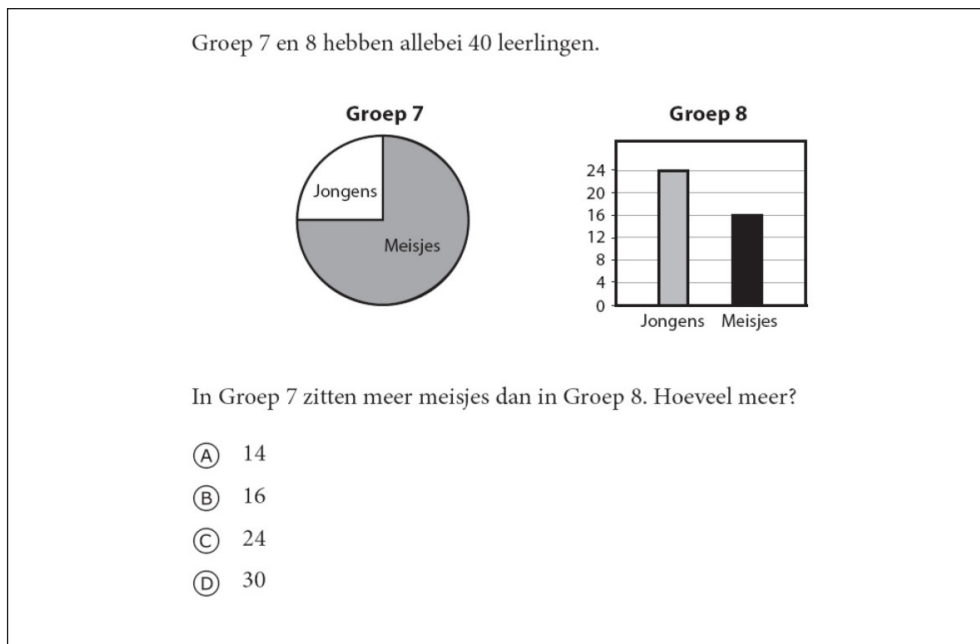 Groep 7 en 8 hebben allebei 40 leerlingen.
Groep 7
Jongens
Meisjes
Groep 8
24
20
16
12
8
4
0
Jongens Meisjes
In Groep 7 zitten meer meisjes dan in Groep 8. Hoeveel meer?
A 14
B 16
C 24
D 30